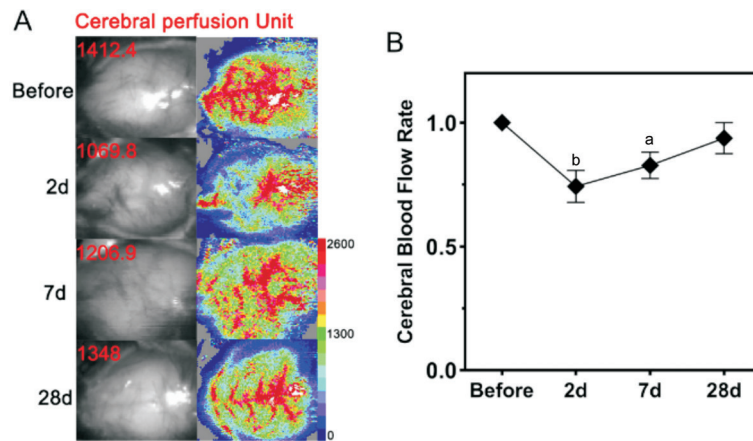 A
Cerebral perfusion Unit
1412.4
Before
1069.8
2d
1206.9
7d
1348
28d
2600
1300
0
B
Cerebral Blood Flow Rate
1.0
0.5
0.0
b
a
Before 2d 7d 28d